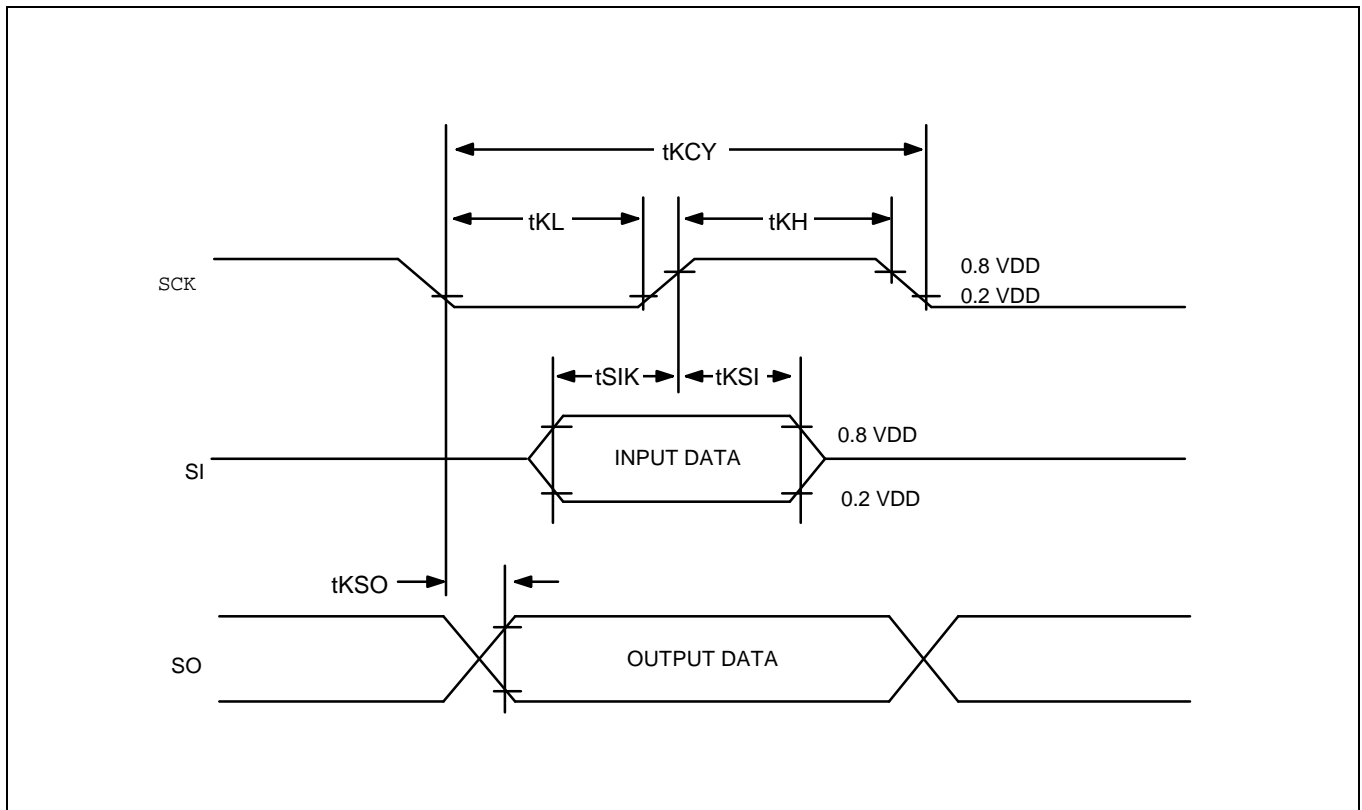 tKCY
tKL
tKH
SCK
0.8 VDD
0.2 VDD
tSIK
tKSI
SI
INPUT DATA
0.8 VDD
0.2 VDD
tKSO
SO
OUTPUT DATA